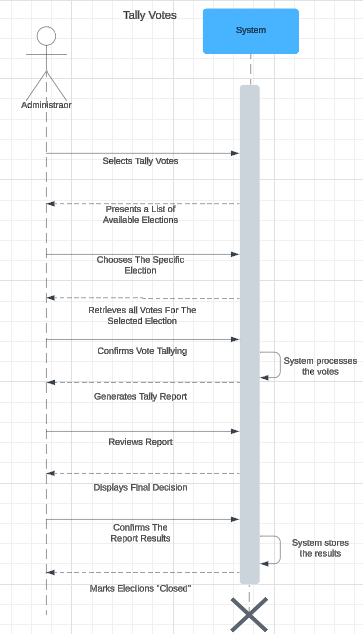 Tally Votes
System
Administraor
Selects Tally Votes
Presents a List of
Available Elections
Chooses The Specific
Election
Retrieves all Votes For The
Selected Election
Confirms Vote Tallying
System processes
the votes
Generates Tally Report
Reviews Report
Displays Final Decision
Confirms The
Report Results
System stores
the results
Marks Elections "Closed"